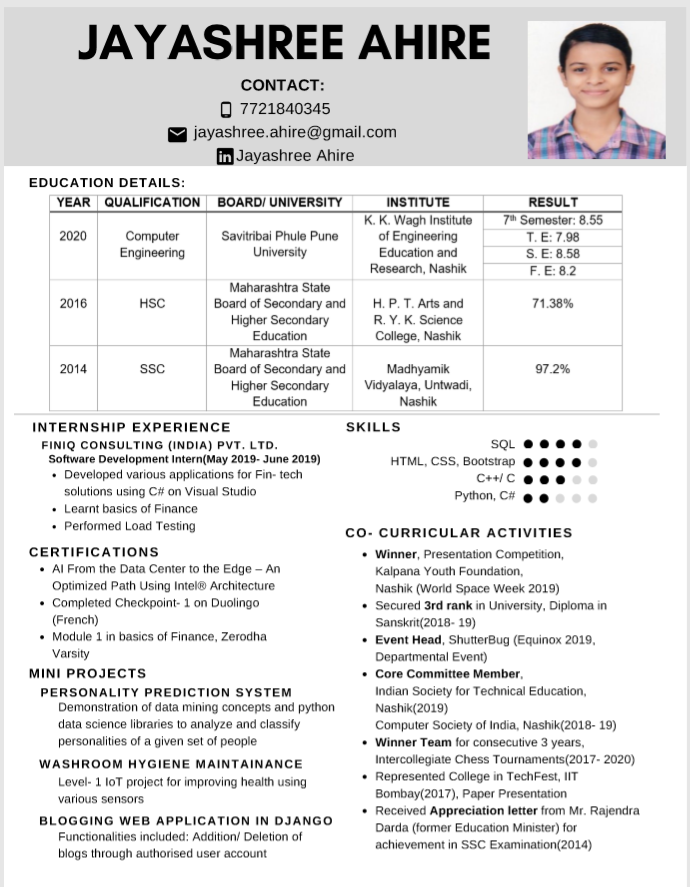 JAYASHREE AHIRE
CONTACT:
7721840345
jayashree.ahire@gmail.com
in Jayashree Ahire
EDUCATION DETAILS:
YEAR QUALIFICATION BOARD/ UNIVERSITY INSTITUTE RESULT
2020 Computer Engineering Savitribai Phule Pune University K. K. Wagh Institute of Engineering Education and Research, Nashik 7th Semester: 8.55
T. E: 7.98
S. E: 8.58
F. E: 8.2
2016 HSC Maharashtra State Board of Secondary and Higher Secondary Education H. P. T. Arts and R. Y. K. Science College, Nashik 71.38%
2014 SSC Maharashtra State Board of Secondary and Higher Secondary Education Madhyamik Vidyalaya, Untwadi, Nashik 97.2%
INTERNSHIP EXPERIENCE
FINIQ CONSULTING (INDIA) PVT. LTD.
Software Development Intern(May 2019- June 2019)
• Developed various applications for Fin- tech
solutions using C# on Visual Studio
• Learnt basics of Finance
• Performed Load Testing
CERTIFICATIONS
• AI From the Data Center to the Edge – An
Optimized Path Using Intel® Architecture
• Completed Checkpoint- 1 on Duolingo
(French)
• Module 1 in basics of Finance, Zerodha
Varsity
MINI PROJECTS
PERSONALITY PREDICTION SYSTEM
Demonstration of data mining concepts and python
data science libraries to analyze and classify
personalities of a given set of people
WASHROOM HYGIENE MAINTAINANCE
Level- 1 IoT project for improving health using
various sensors
BLOGGING WEB APPLICATION IN DJANGO
Functionalities included: Addition/ Deletion of
blogs through authorised user account
SKILLS
SQL
HTML, CSS, Bootstrap
C++/ C
Python, C#
CO- CURRICULAR ACTIVITIES
• Winner, Presentation Competition,
Kalpana Youth Foundation,
Nashik (World Space Week 2019)
• Secured 3rd rank in University, Diploma in
Sanskrit(2018- 19)
• Event Head, ShutterBug (Equinox 2019,
Departmental Event)
• Core Committee Member,
Indian Society for Technical Education,
Nashik(2019)
Computer Society of India, Nashik(2018- 19)
• Winner Team for consecutive 3 years,
Intercollegiate Chess Tournaments(2017- 2020)
• Represented College in TechFest, IIT
Bombay(2017), Paper Presentation
• Received Appreciation letter from Mr. Rajendra
Darda (former Education Minister) for
achievement in SSC Examination(2014)